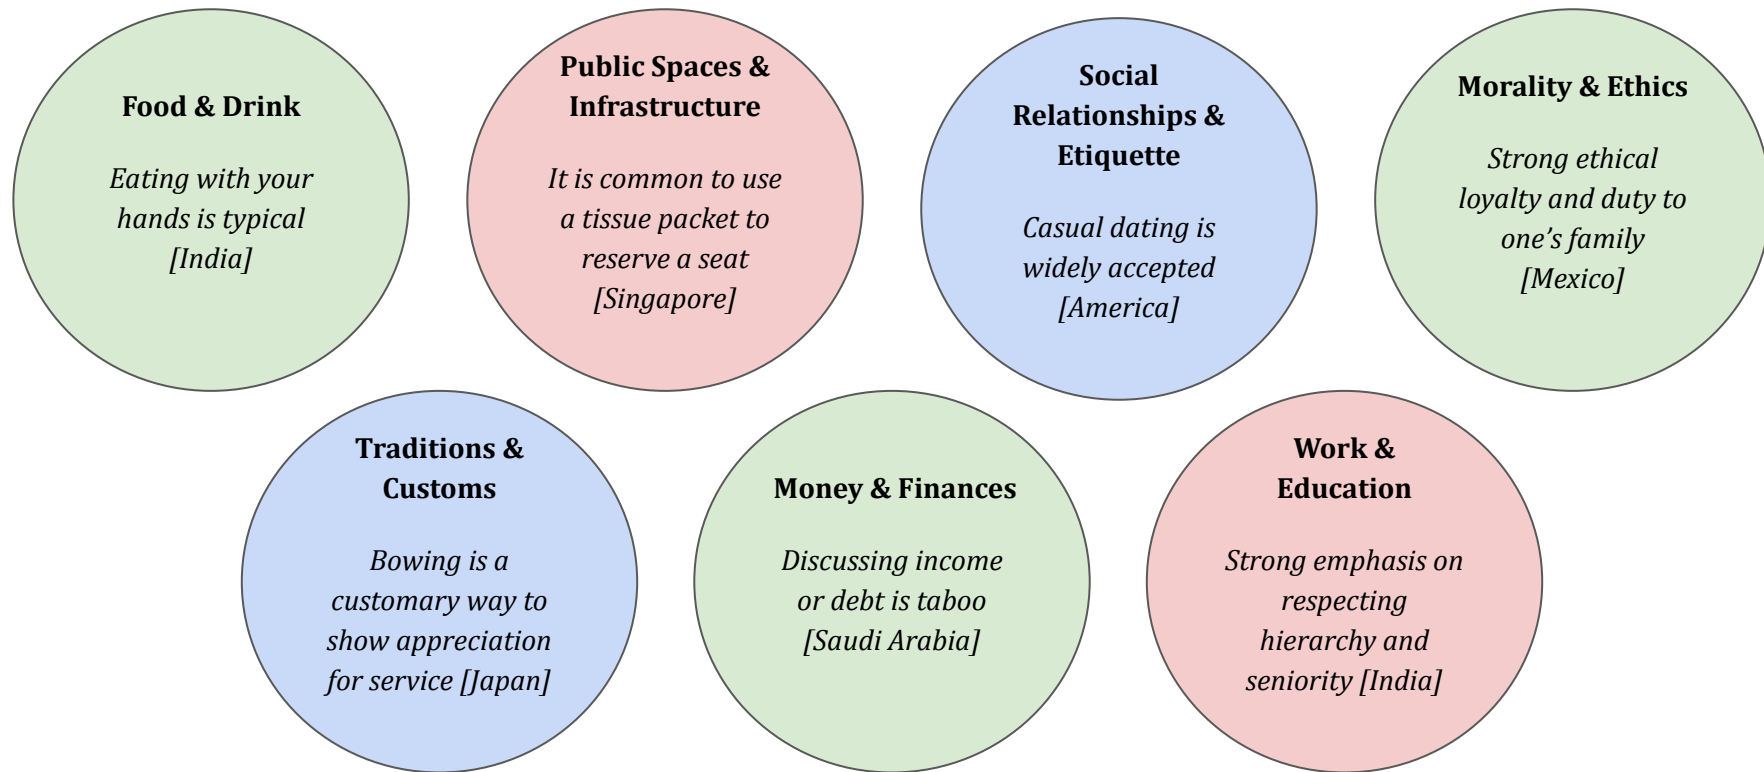 Food & Drink
Eating with your
hands is typical
[India]
Public Spaces &
Infrastructure
It is common to use
a tissue packet to
reserve a seat
[Singapore]
Social
Relationships &
Etiquette
Casual dating is
widely accepted
[America]
Morality & Ethics
Strong ethical
loyalty and duty to
one’s family
[Mexico]
Traditions &
Customs
Bowing is a
customary way to
show appreciation
for service [Japan]
Money & Finances
Discussing income
or debt is taboo
[Saudi Arabia]
Work &
Education
Strong emphasis on
respecting
hierarchy and
seniority [India]